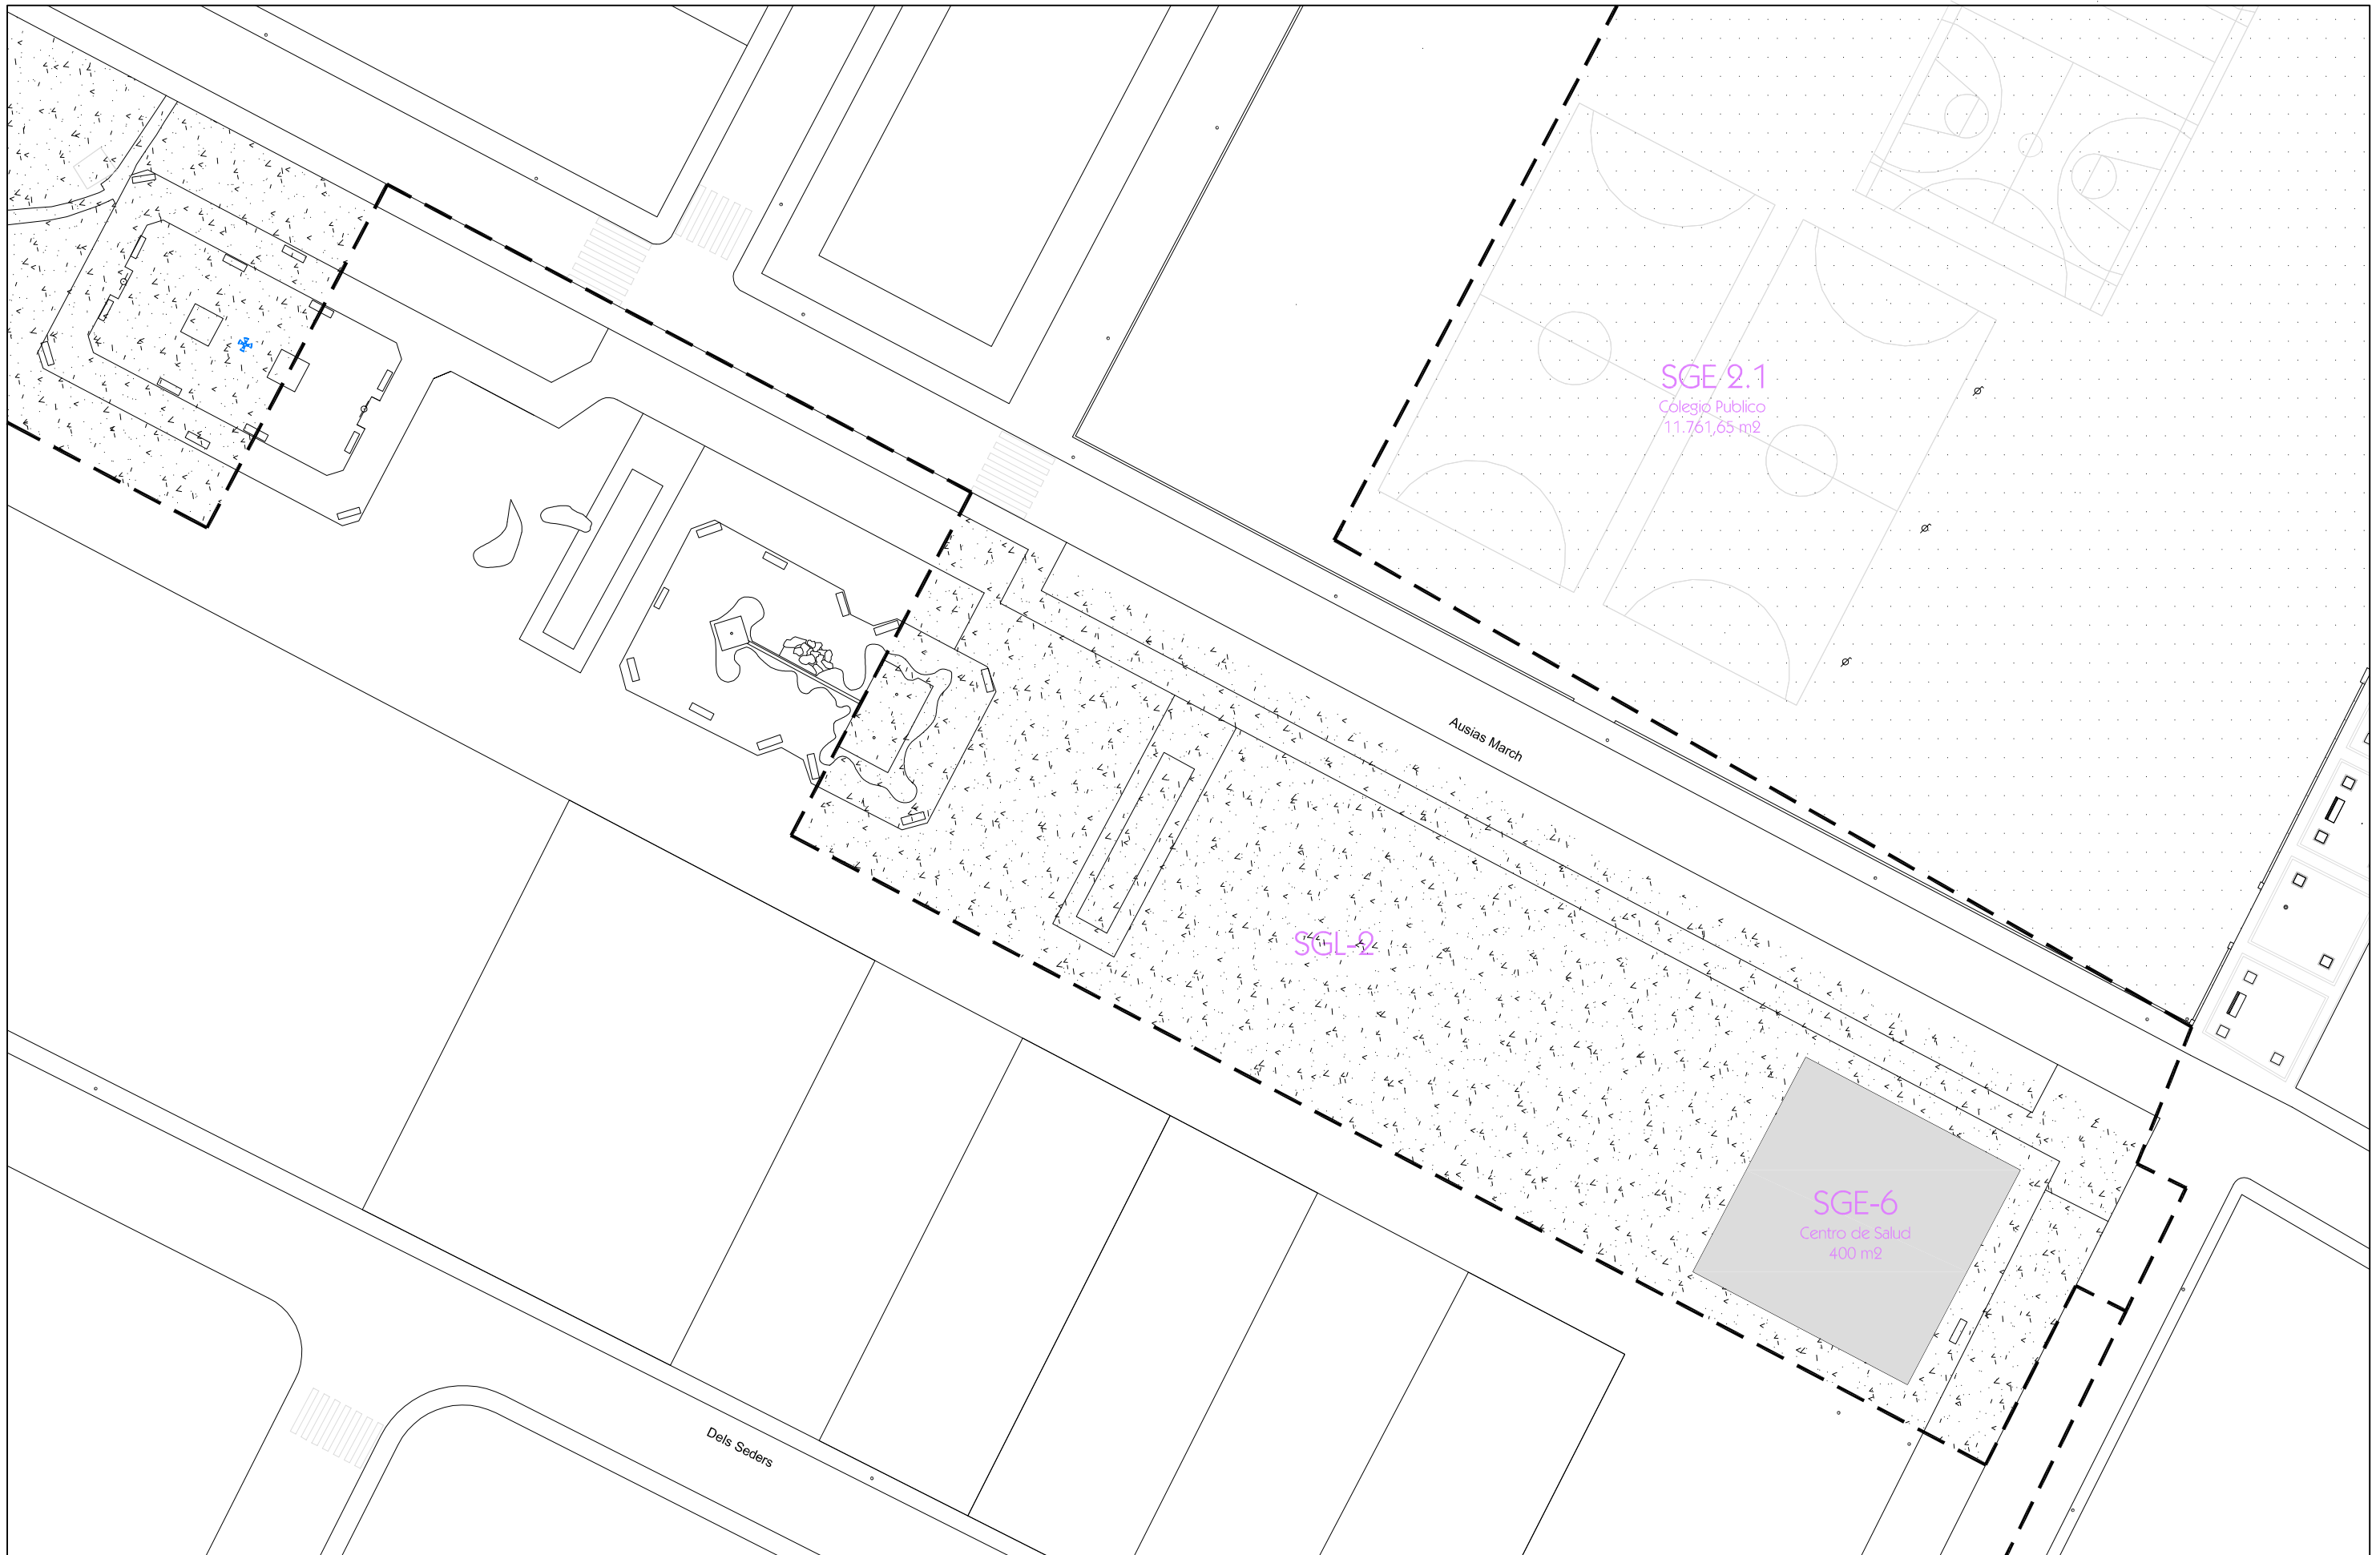 SGE 2.1
Colegio Publico
11.761,65 m2
Ausias March
SGL-2
SGE-6
Centro de Salud
400 m2
Dels Seders